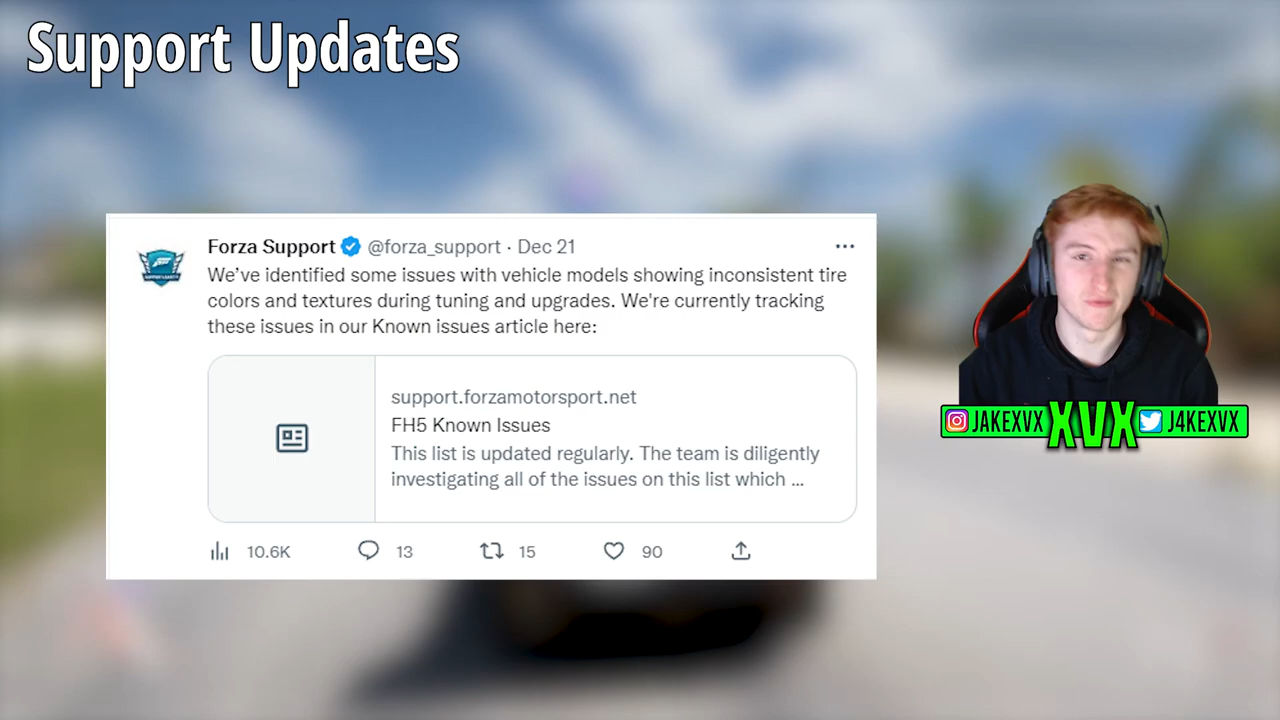 Support Updates
Forza Support @forza_support · Dec 21
We’ve identified some issues with vehicle models showing inconsistent tire
colors and textures during tuning and upgrades. We're currently tracking
these issues in our Known issues article here:
support.forzamotorsport.net
FH5 Known Issues
This list is updated regularly. The team is diligently
investigating all of the issues on this list which ...
10.6K 13 15 90
JAKEXVX XVX J4KEXVX